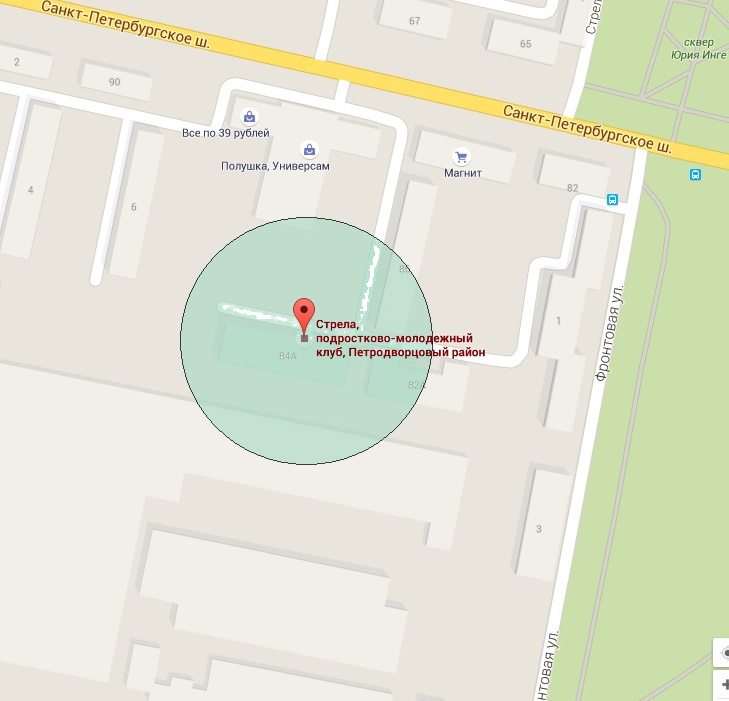 Санкт-Петербургское ш.
67
65
Стрел
сквер
Юрия Инге
2
90
Все по 39 рублей
Полушка, Универсам
Санкт-Петербургское ш.
Магнит
82
4
6
1
Фронтовая ул.
Стрела,
подростково-молодежный
клуб, Петродворцовый район
84А
3
нтовая ул.